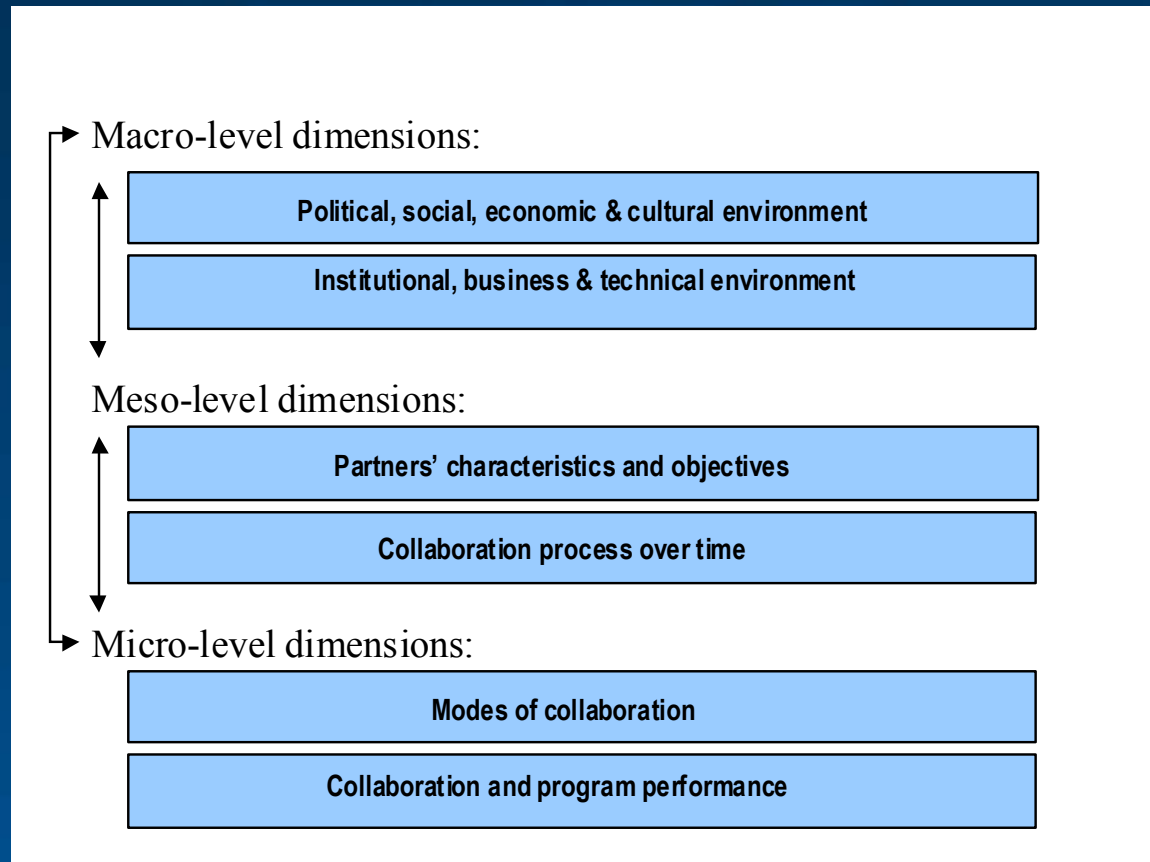 Macro-level dimensions:
Political, social, economic & cultural environment
Institutional, business & technical environment
Meso-level dimensions:
Partners’ characteristics and objectives
Collaboration process over time
Micro-level dimensions:
Modes of collaboration
Collaboration and program performance